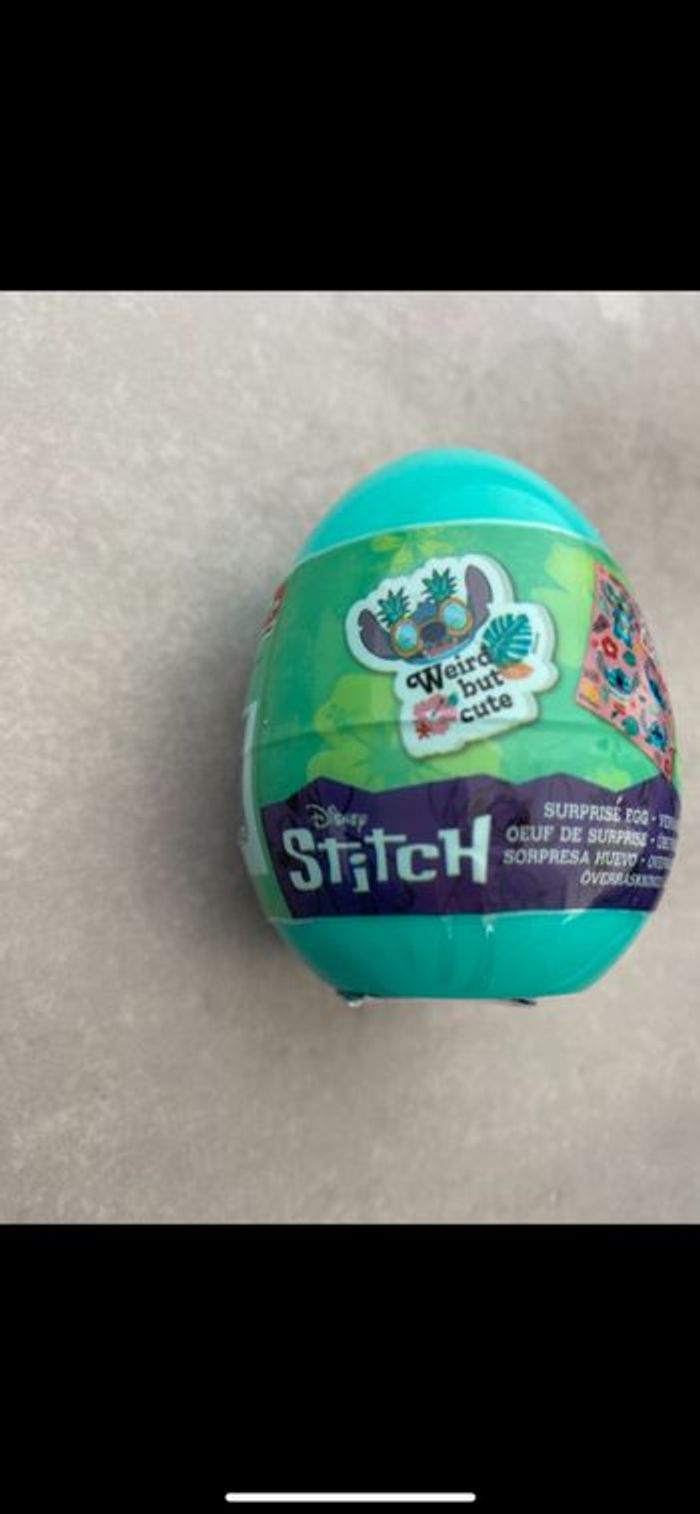 Weird
but
cute
Disney
STITCH
SURPRISE EGG ·
OEUF DE SURPRISE ·
SORPRESA HUEVO ·